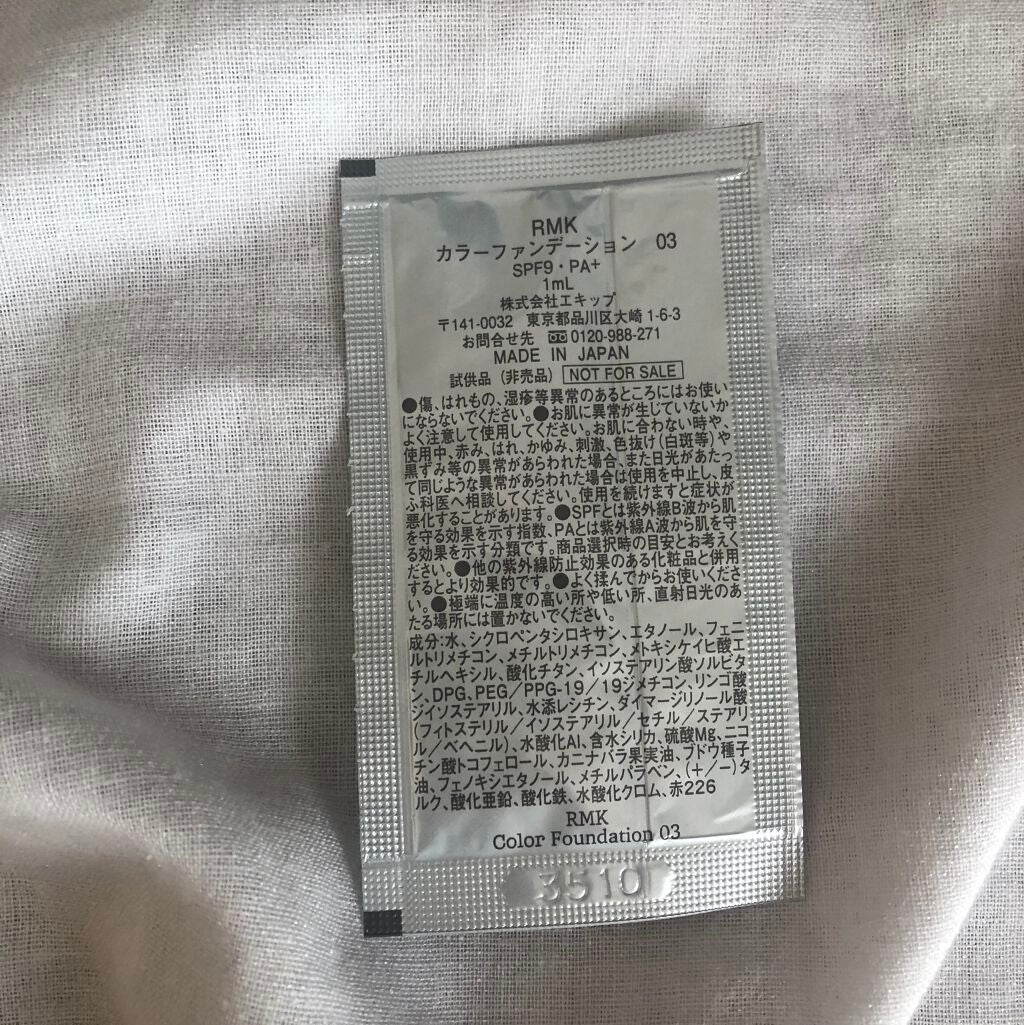 RMK
カラーファンデーション 03
SPF9・PA+
1mL
株式会社エキップ
〒141-0032 東京都品川区大崎 1-6-3
お問合せ先 0120-988-271
MADE IN JAPAN
試供品（非売品） NOT FOR SALE
●傷、はれもの、湿疹等異常のあるところにはお使い
にならないでください。●お肌に異常が生じていないか
よく注意して使用してください。お肌に合わない時や、
使用中、赤み、はれ、かゆみ、刺激、色抜け(白斑等)や
黒ずみ等の異常があらわれた場合、また日光があたっ
て同じような異常があらわれた場合は使用を中止し、皮
ふ科医へ相談してください。使用を続けますと症状が
悪化することがあります。●SPFとは紫外線B波から肌
を守る効果を示す指数、PAとは紫外線A波から肌を守
る効果を示す分類です。商品選択時の目安とお考えく
ださい。●他の紫外線防止効果のある化粧品と併用
するとより効果的です。●よく揉んでからお使いくださ
い。●極端に温度の高い所や低い所、直射日光のあ
たる場所には置かないでください。
成分:水、シクロペンタシロキサン、エタノール、フェニ
ルトリメチコン、メチルトリメチコン、メトキシケイヒ酸エ
チルヘキシル、酸化チタン、イソステアリン酸ソルビタ
ン、DPG、PEG/PPG-19/19ジメチコン、リンゴ酸
ジイソステアリル、水添レシチン、ダイマージリノール酸
(フィトステリル/イソステアリル/セチル/ステアリ
ル/ベヘニル)、水酸化Al、含水シリカ、硫酸Mg、ニコ
チン酸トコフェロール、カニナバラ果実油、ブドウ種子
油、フェノキシエタノール、メチルパラベン、(+/−)タ
ルク、酸化亜鉛、酸化鉄、水酸化クロム、赤226
RMK
Color Foundation 03
3510